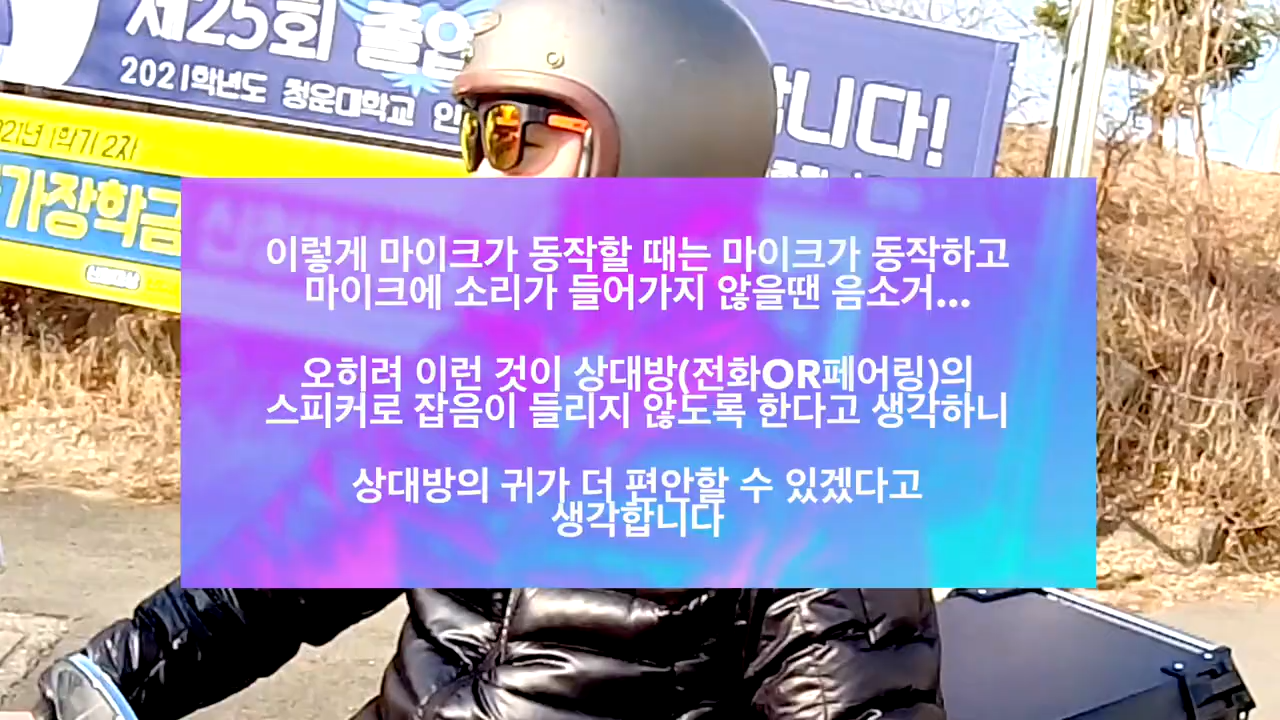 제25회 졸업
합니다!
2021학년도 청운대학교 인
21년 1학기 2차
가장학금
이렇게 마이크가 동작할 때는 마이크가 동작하고
마이크에 소리가 들어가지 않을땐 음소거...
오히려 이런 것이 상대방(전화OR페어링)의
스피커로 잡음이 들리지 않도록 한다고 생각하니
상대방의 귀가 더 편안할 수 있겠다고
생각합니다